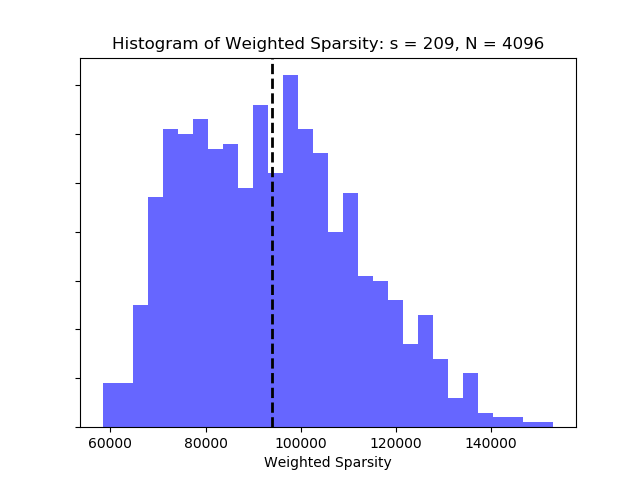 Histogram of Weighted Sparsity: s = 209, N = 4096
60000 80000 100000 120000 140000
Weighted Sparsity